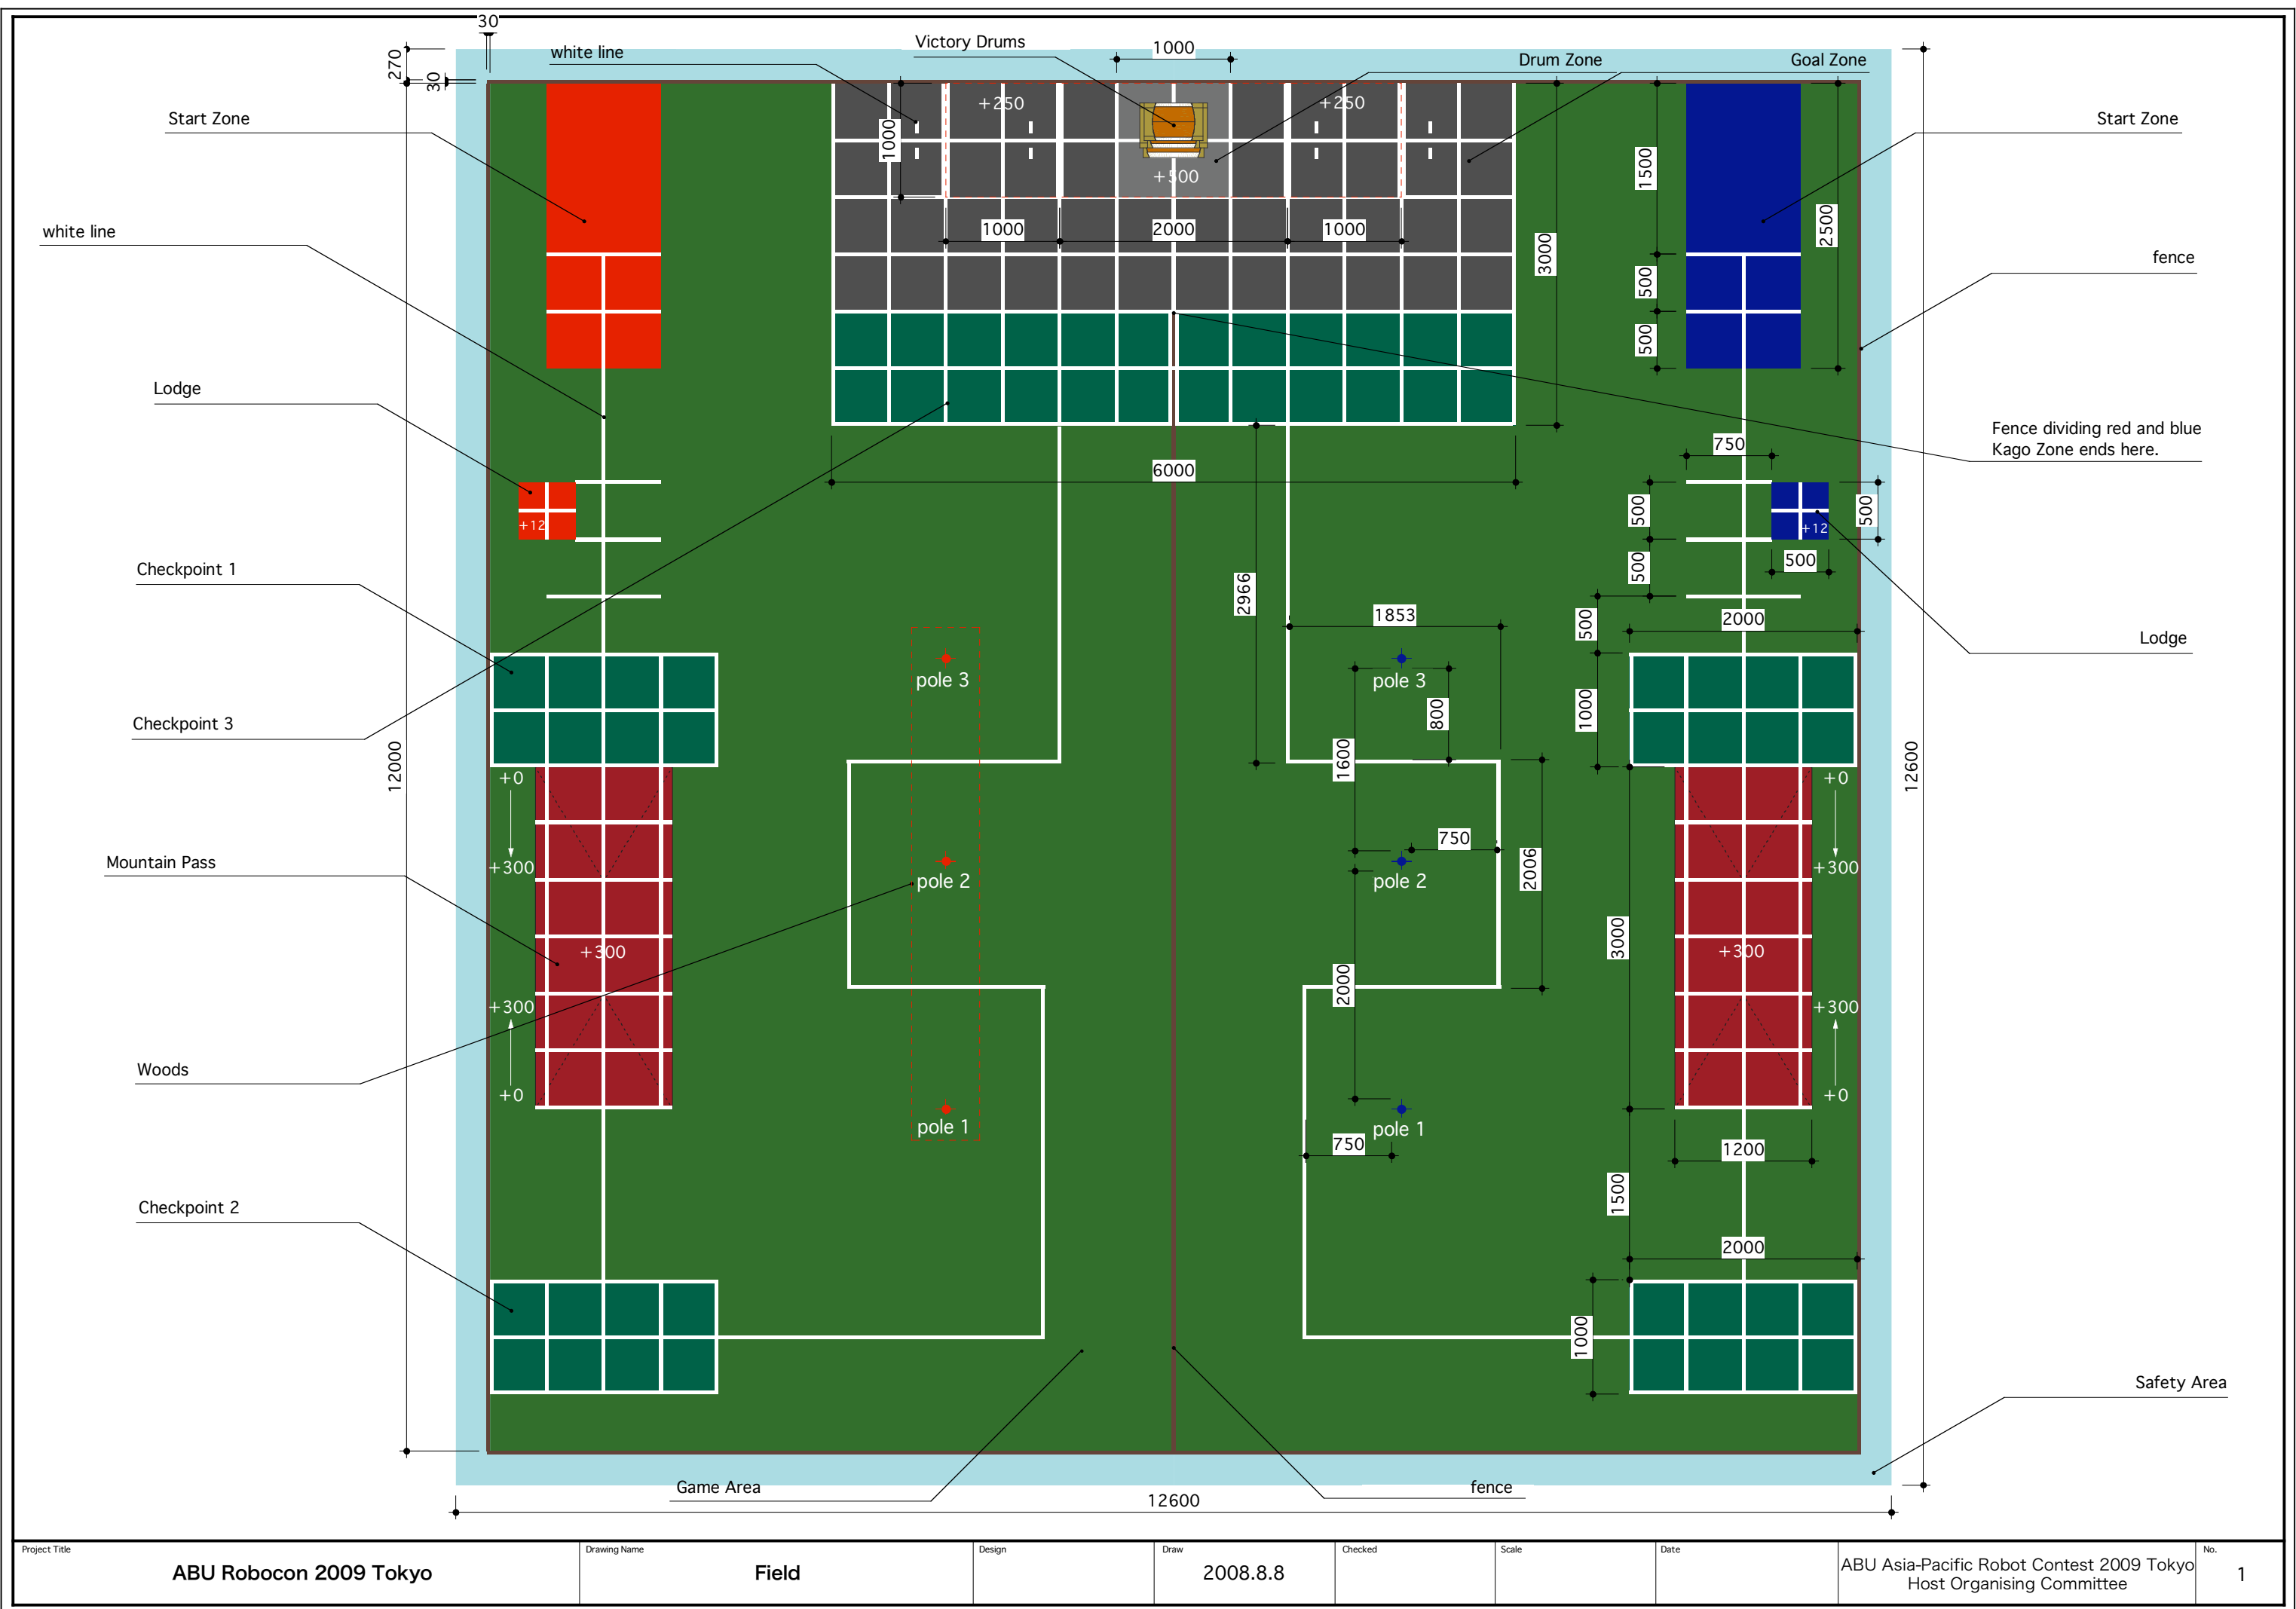 30
white line
Victory Drums
1000
Drum Zone
Goal Zone
270
30
Start Zone
+250
+250
Start Zone
1000
+500
1500
2500
white line
1000
2000
1000
3000
fence
500
500
Lodge
Fence dividing red and blue
Kago Zone ends here.
750
6000
+12
500
+12
500
Checkpoint 1
2966
500
500
1853
500
2000
Lodge
pole 3
pole 3
Checkpoint 3
800
1000
12000
1600
12600
+0
+0
750
Mountain Pass
+300
pole 2
pole 2
2006
+300
+300
3000
+300
2000
+300
+300
Woods
+0
+0
pole 1
pole 1
750
1200
1500
Checkpoint 2
2000
1000
Safety Area
Game Area
fence
12600
Project Title
ABU Robocon 2009 Tokyo
Drawing Name
Field
Design
Draw
2008.8.8
Checked
Scale
Date
ABU Asia-Pacific Robot Contest 2009 Tokyo
Host Organising Committee
No.
1